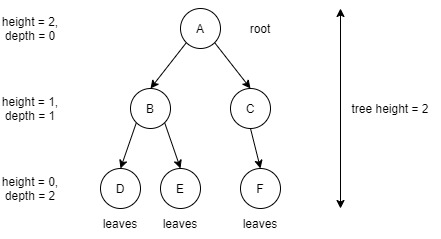 height = 2,
depth = 0
A
root
height = 1,
depth = 1
B
C
tree height = 2
height = 0,
depth = 2
D
E
F
leaves
leaves
leaves